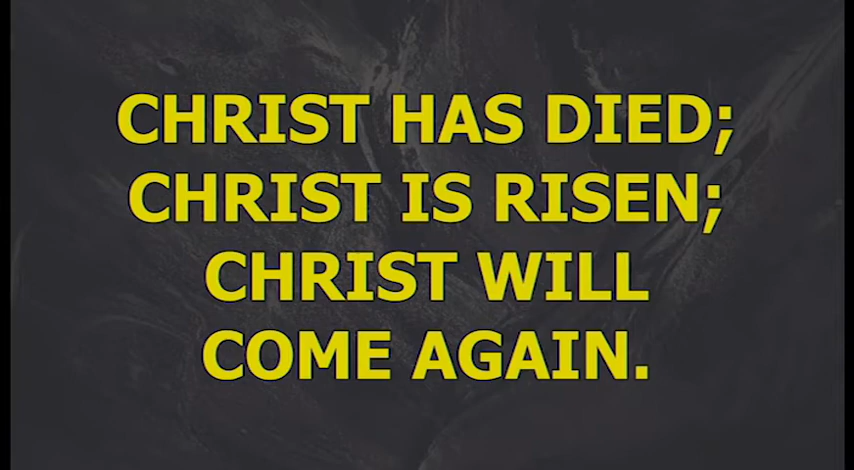 CHRIST HAS DIED;
CHRIST IS RISEN;
CHRIST WILL
COME AGAIN.